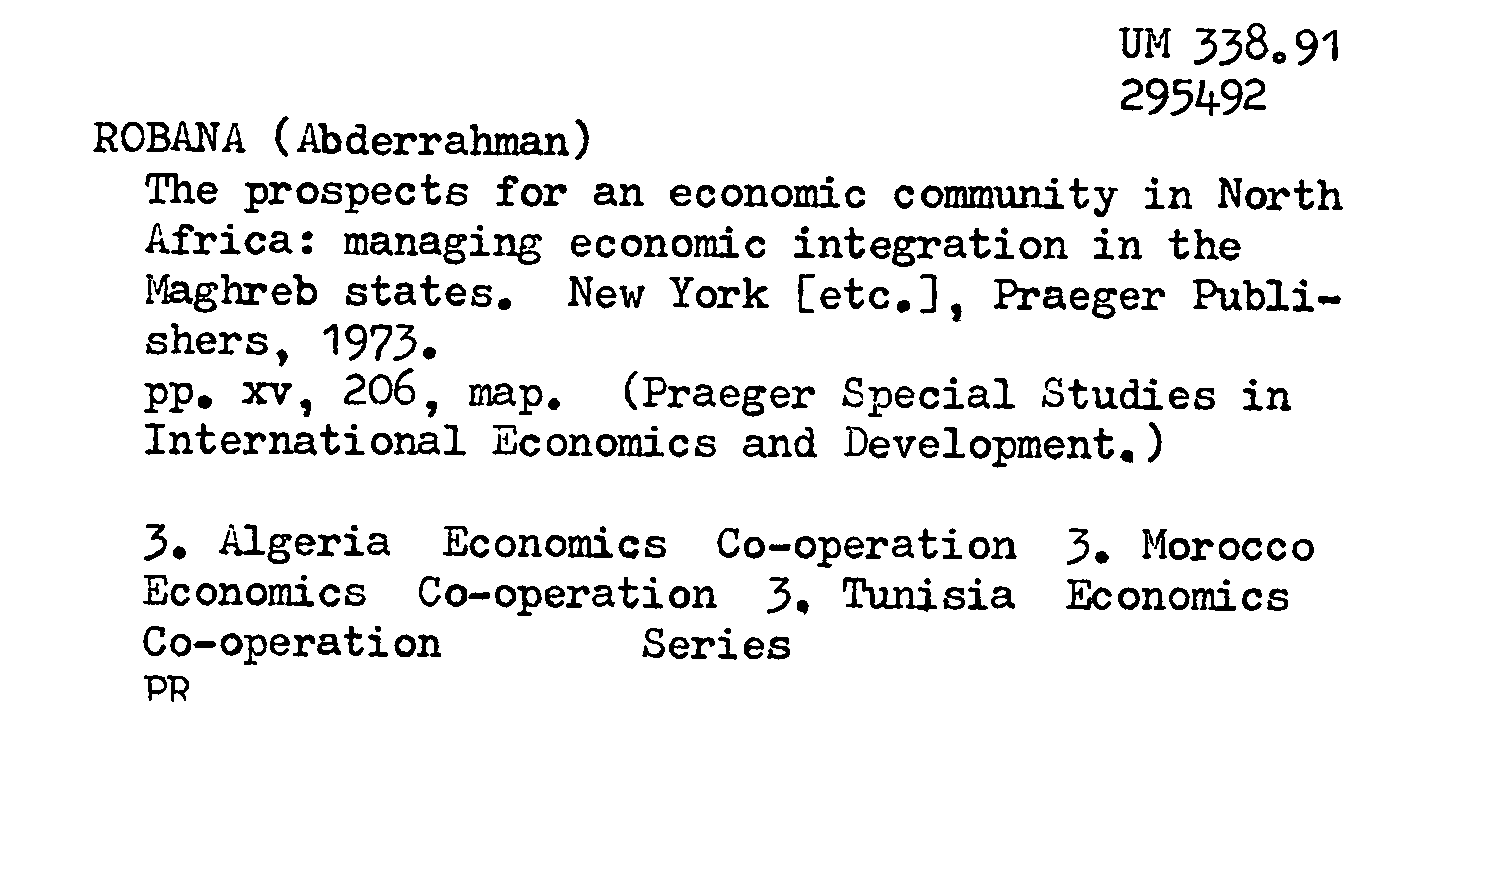 UM 338.91
295492
ROBANA (Abderrahman)
The prospects for an economic community in North
Africa: managing economic integration in the
Maghreb states. New York [etc.], Praeger Publi-
shers, 1973.
pp. xv, 206, map. (Praeger Special Studies in
International Economics and Development.)
3. Algeria Economics Co-operation 3. Morocco
Economics Co-operation 3. Tunisia Economics
Co-operation Series
PR